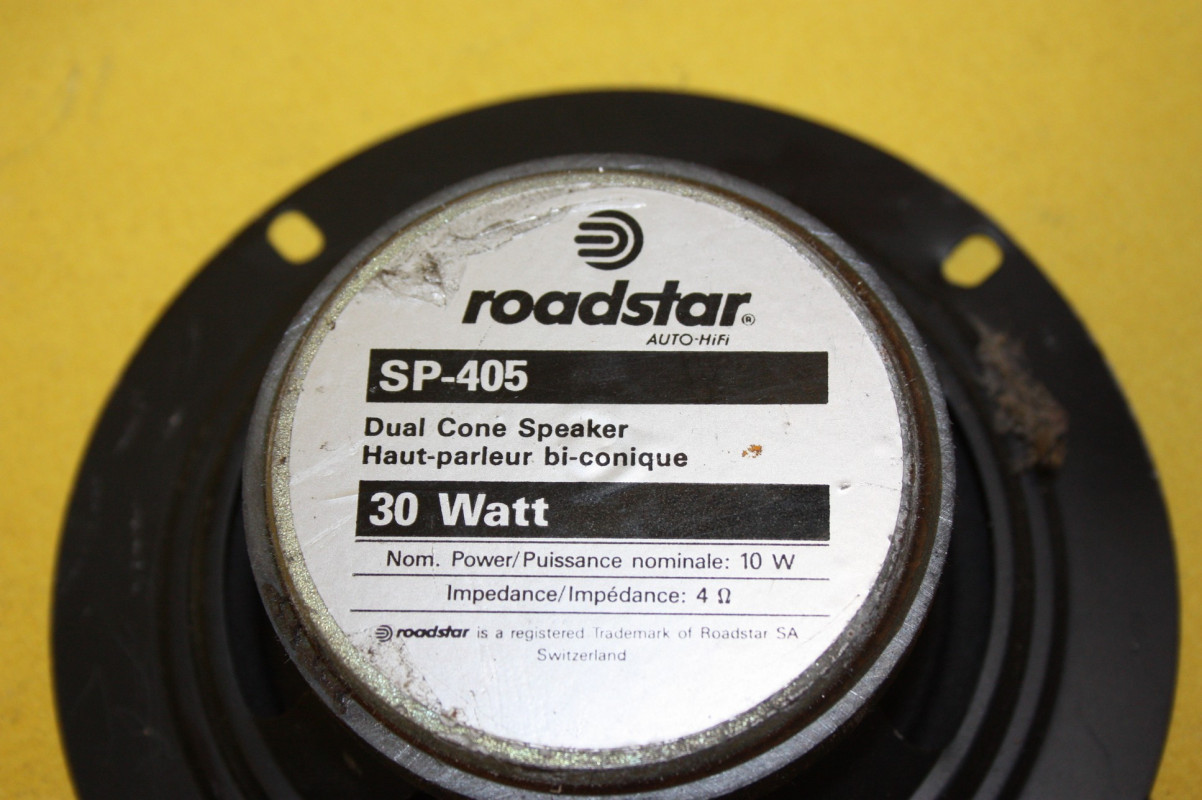 roadstar®
AUTO-HiFi
SP-405
Dual Cone Speaker
Haut-parleur bi-conique
30 Watt
Nom. Power/Puissance nominale: 10 W
Impedance/Impédance: 4 Ω
roadstar is a registered Trademark of Roadstar SA
Switzerland